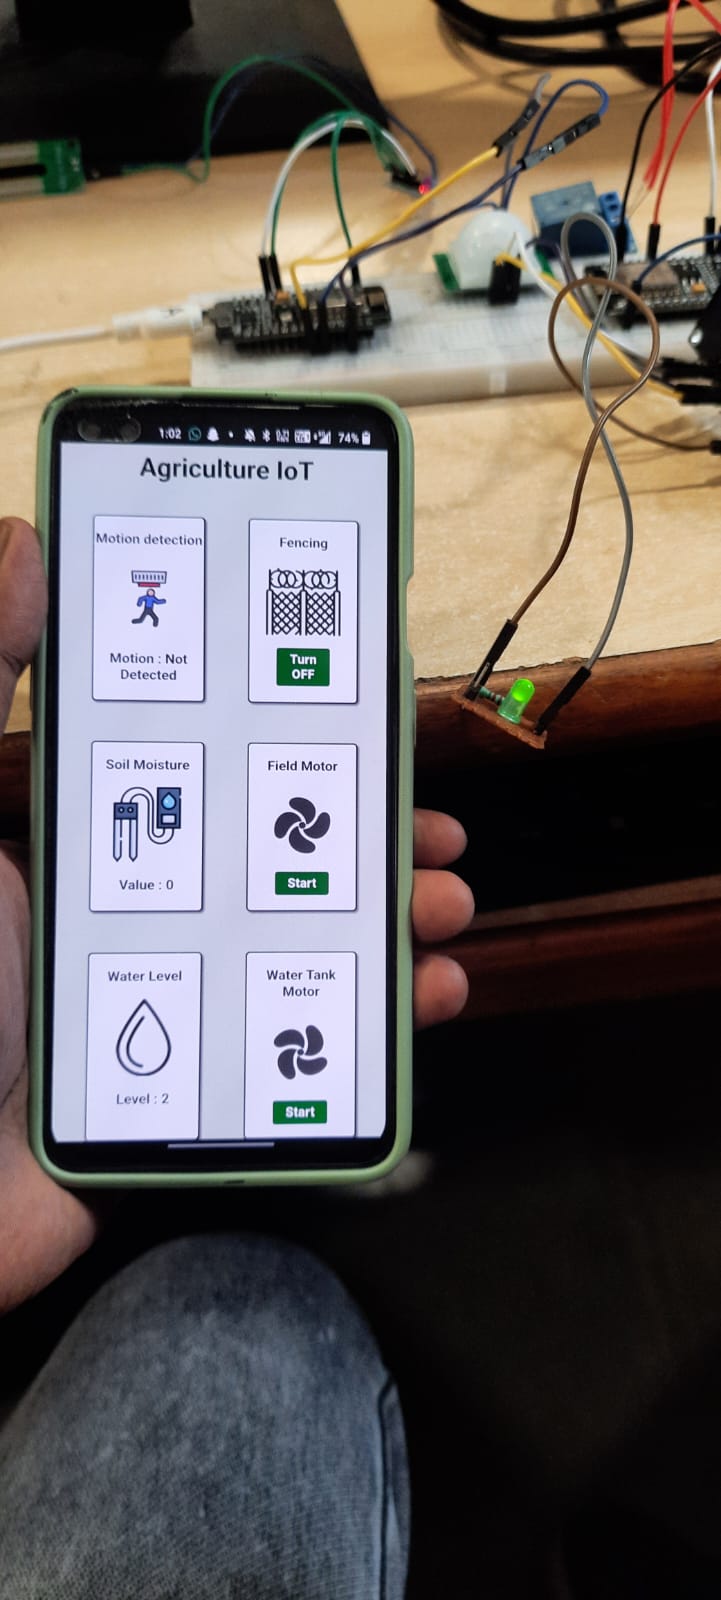 1:02
74%
Agriculture IoT
Motion detection
Motion : Not
Detected
Fencing
Turn
OFF
Soil Moisture
Value : 0
Field Motor
Start
Water Level
Level : 2
Water Tank
Motor
Start